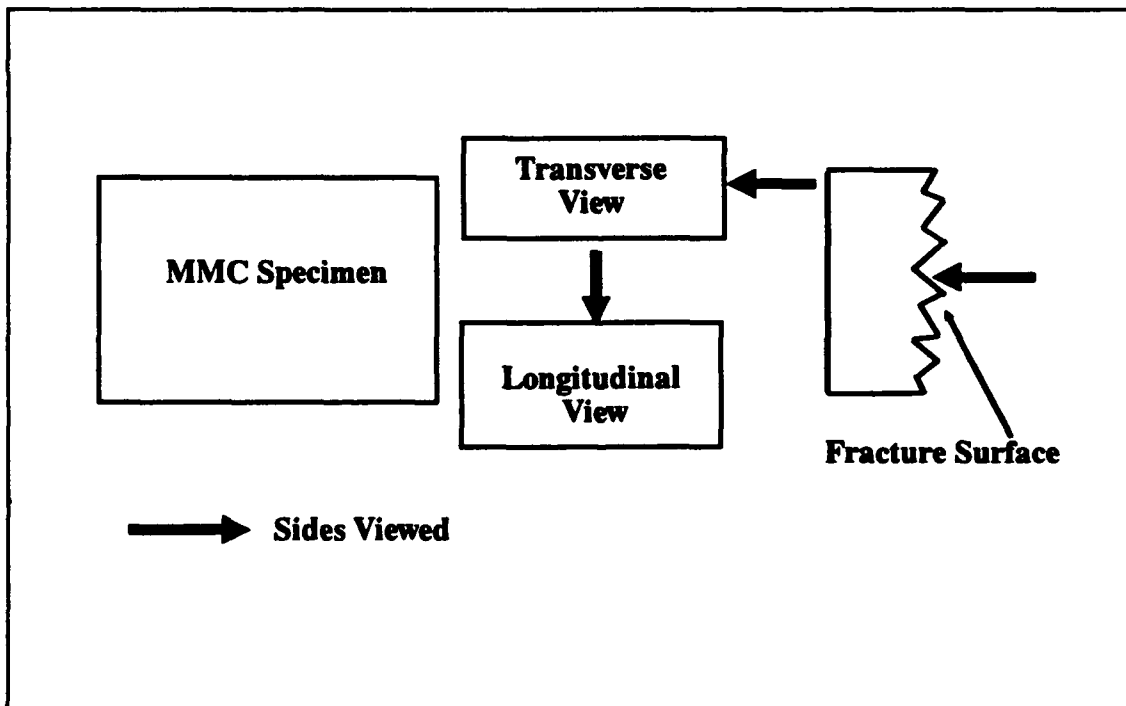 Transverse
View
MMC Specimen
Longitudinal
View
Fracture Surface
Sides Viewed